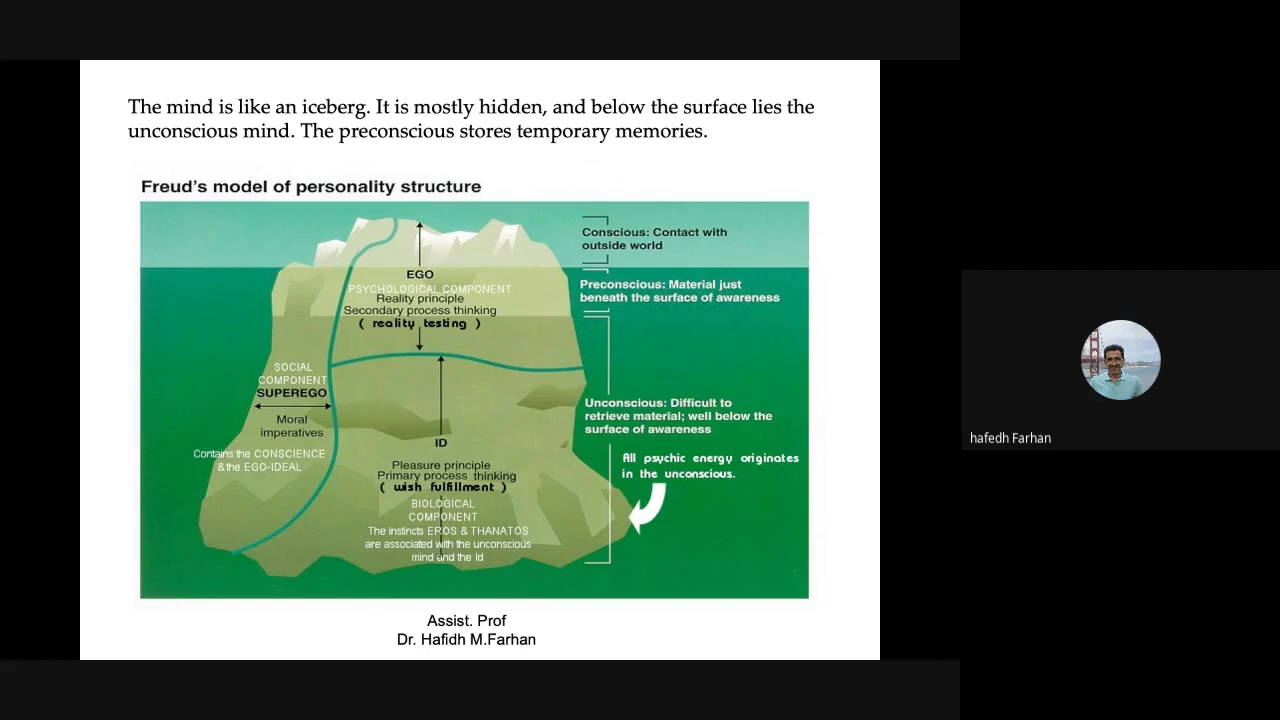 The mind is like an iceberg. It is mostly hidden, and below the surface lies the
unconscious mind. The preconscious stores temporary memories.
Freud's model of personality structure
Conscious: Contact with
outside world
EGO
PSYCHOLOGICAL COMPONENT
Reality principle
Secondary process thinking
( reality testing )
Preconscious: Material just
beneath the surface of awareness
SOCIAL
COMPONENT
SUPEREGO
Moral
imperatives
Contains the CONSCIENCE
& the EGO-IDEAL
Unconscious: Difficult to
retrieve material; well below the
surface of awareness
ID
Pleasure principle
Primary process thinking
( wish fulfillment )
BIOLOGICAL
COMPONENT
The instincts EROS & THANATOS
are associated with the unconscious
mind and the Id
All psychic energy originates
in the unconscious.
Assist. Prof
Dr. Hafidh M.Farhan
hafedh Farhan